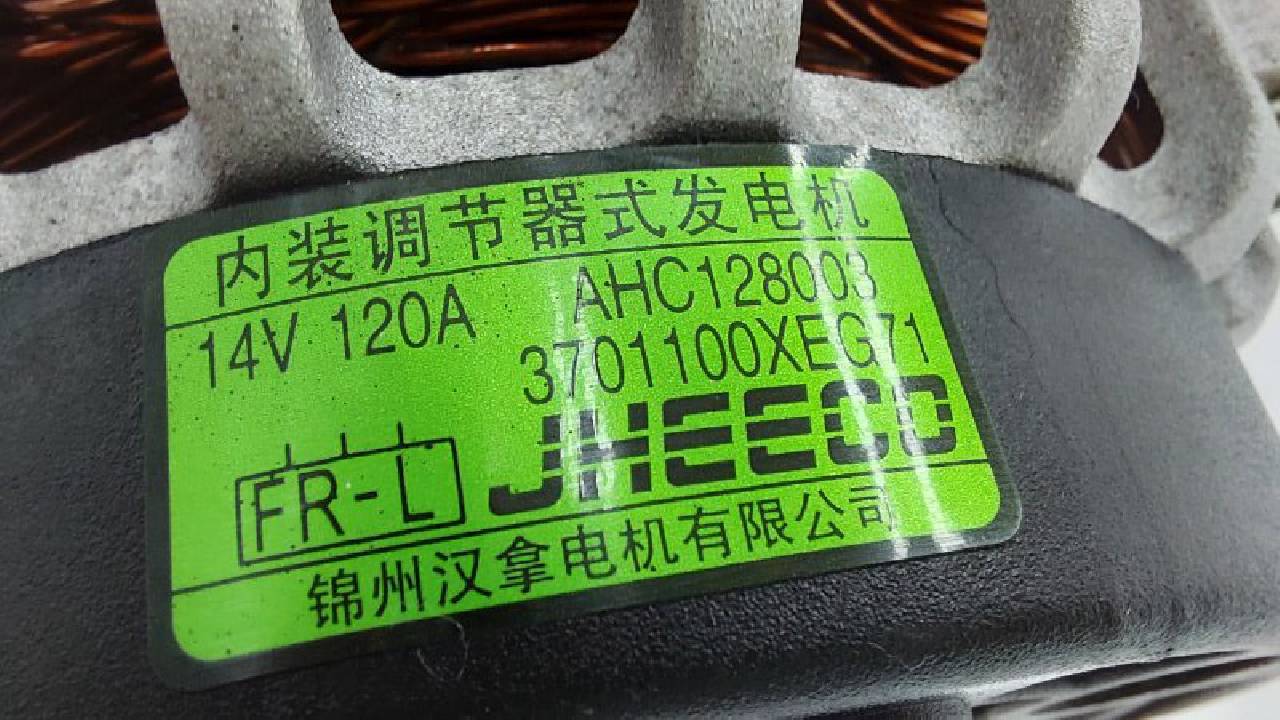 内装调节器式发电机
14V 120A AHC128003
3701100XEG71
FR-L JHEECO
锦州汉拿电机有限公司